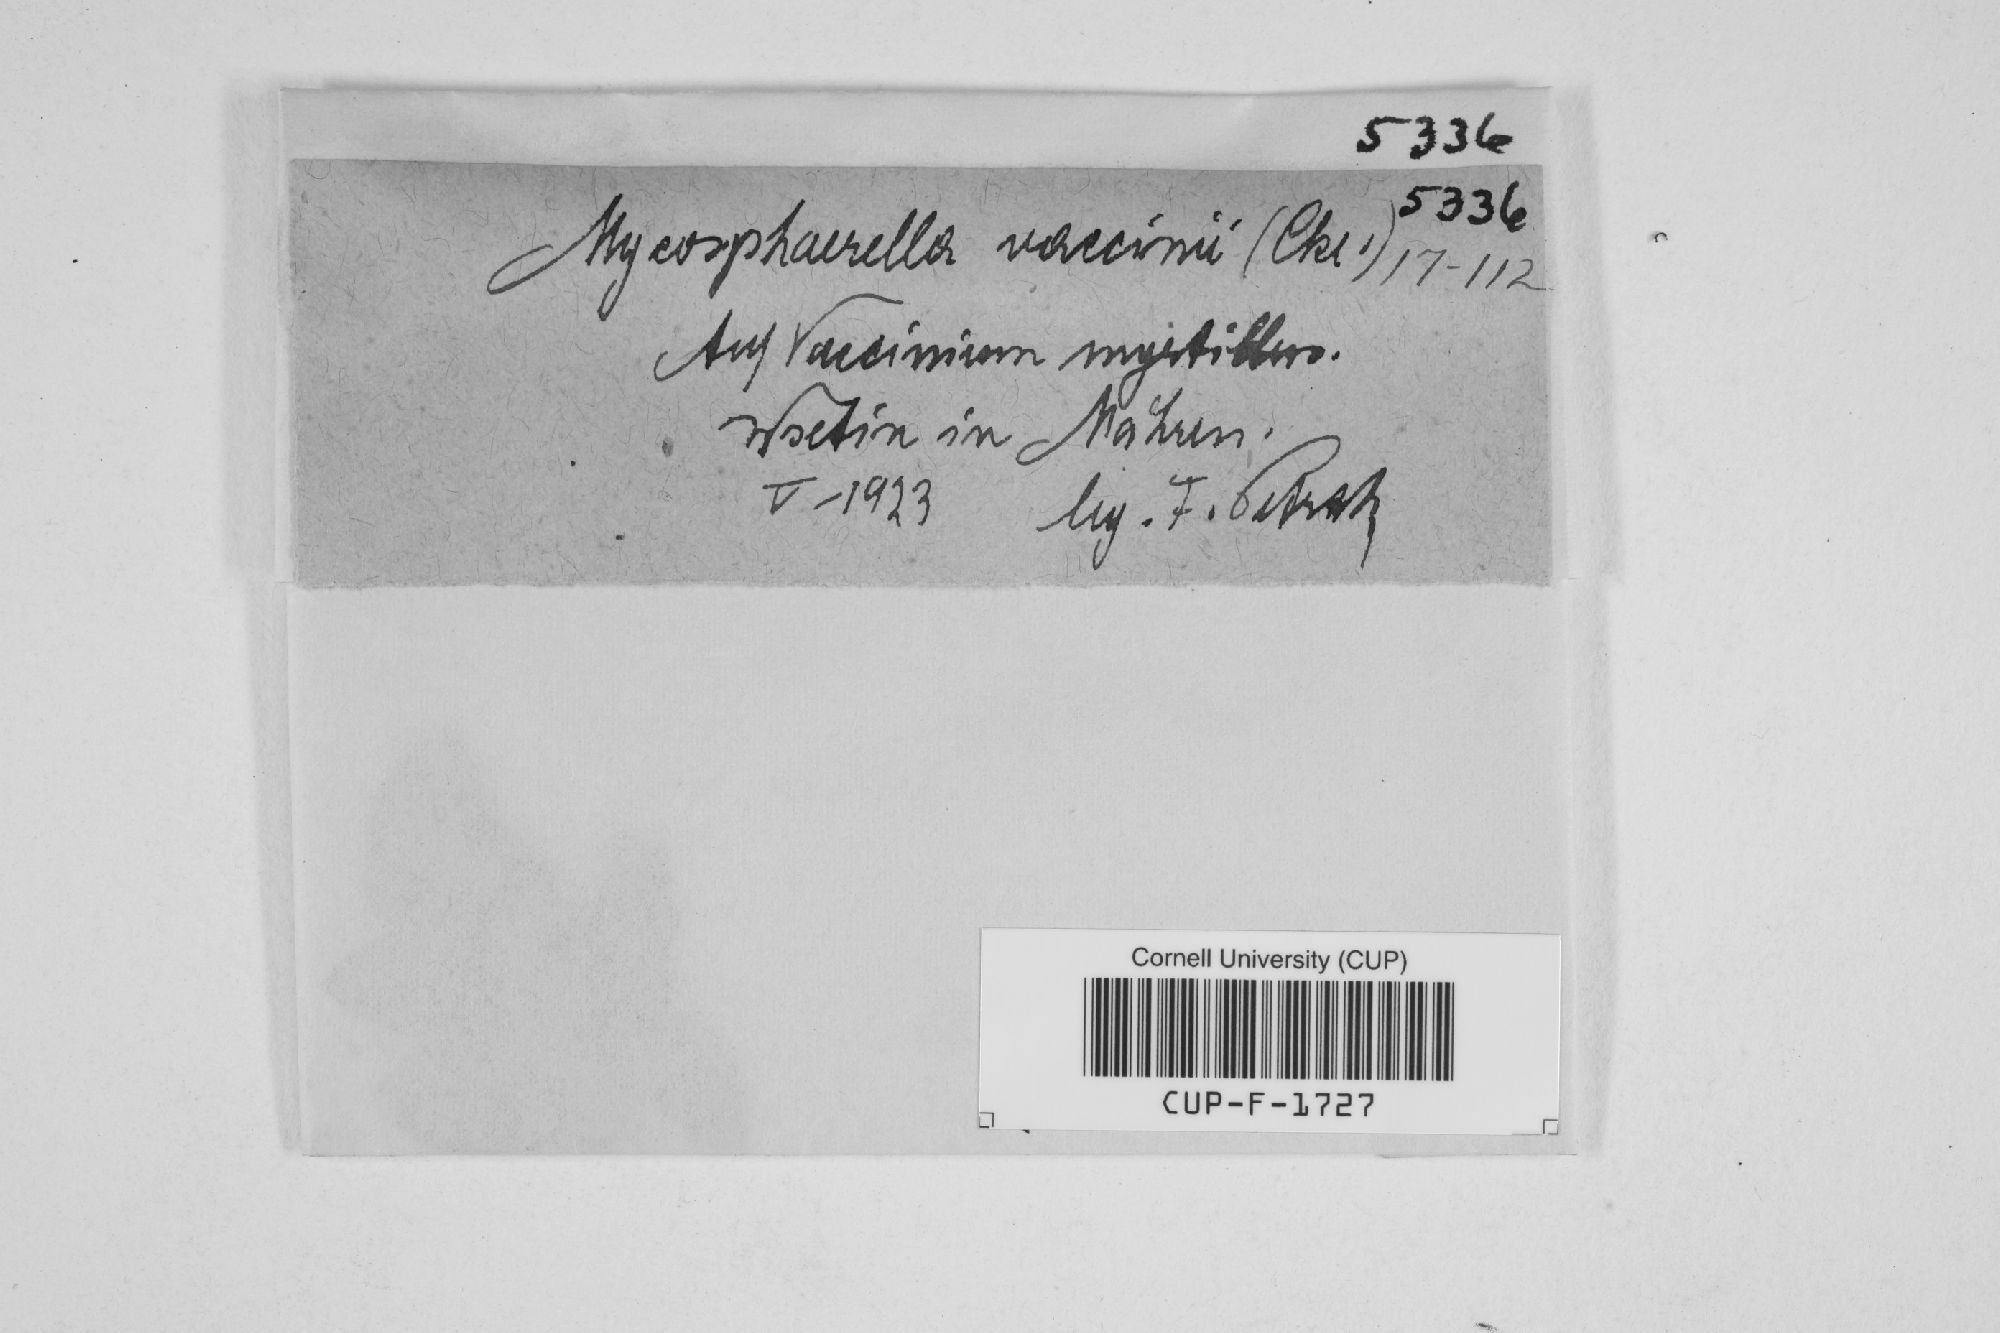 5336
5336
Mycosphaerella vaccinii (Cke.) 17-112
Auf Vaccinium myrtillus.
Wsetin in Mähren.
V-1923 leg. F. Petrak
Cornell University (CUP)
CUP-F-1727